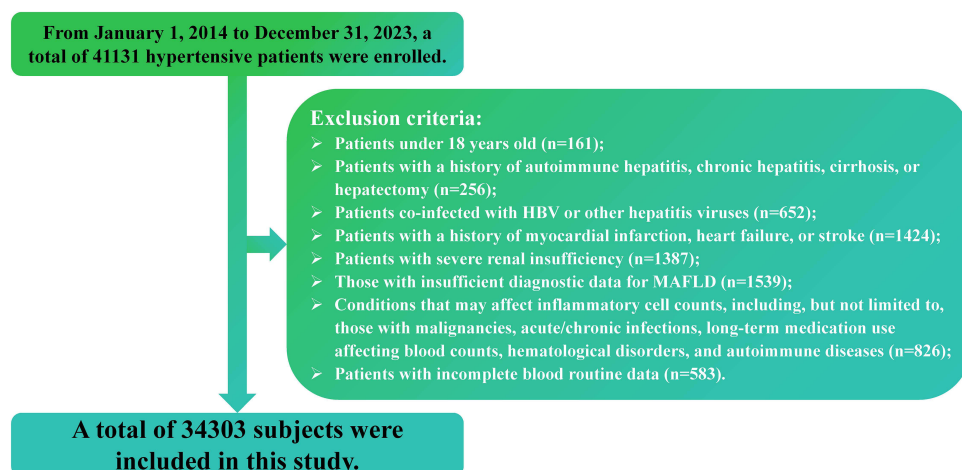 From January 1, 2014 to December 31, 2023, a
total of 41131 hypertensive patients were enrolled.
Exclusion criteria:
➢ Patients under 18 years old (n=161);
➢ Patients with a history of autoimmune hepatitis, chronic hepatitis, cirrhosis, or
hepatectomy (n=256);
➢ Patients co-infected with HBV or other hepatitis viruses (n=652);
➢ Patients with a history of myocardial infarction, heart failure, or stroke (n=1424);
➢ Patients with severe renal insufficiency (n=1387);
➢ Those with insufficient diagnostic data for MAFLD (n=1539);
➢ Conditions that may affect inflammatory cell counts, including, but not limited to,
those with malignancies, acute/chronic infections, long-term medication use
affecting blood counts, hematological disorders, and autoimmune diseases (n=826);
➢ Patients with incomplete blood routine data (n=583).
A total of 34303 subjects were
included in this study.